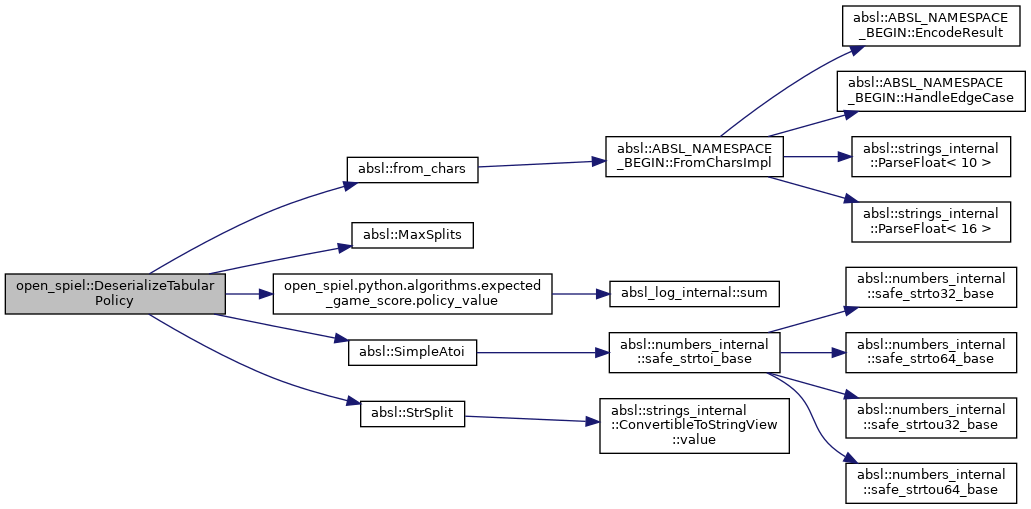 absl::ABSL_NAMESPACE
_BEGIN::EncodeResult
absl::ABSL_NAMESPACE
_BEGIN::HandleEdgeCase
absl::ABSL_NAMESPACE
_BEGIN::FromCharsImpl
absl::strings_internal
::ParseFloat< 10 >
absl::from_chars
absl::strings_internal
::ParseFloat< 16 >
absl::MaxSplits
open_spiel::DeserializeTabular
Policy
open_spiel.python.algorithms.expected
_game_score.policy_value
absl_log_internal::sum
absl::numbers_internal
::safe_strto32_base
absl::SimpleAtoi
absl::numbers_internal
::safe_strtoi_base
absl::numbers_internal
::safe_strto64_base
absl::StrSplit
absl::strings_internal
::ConvertibleToStringView
::value
absl::numbers_internal
::safe_strtou32_base
absl::numbers_internal
::safe_strtou64_base